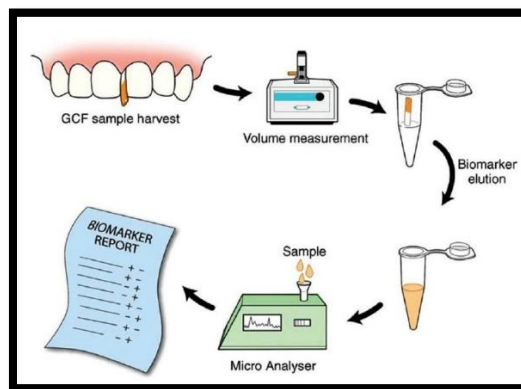 GCF sample harvest
Volume measurement
Biomarker
elution
BIOMARKER
REPORT
Sample
Micro Analyser